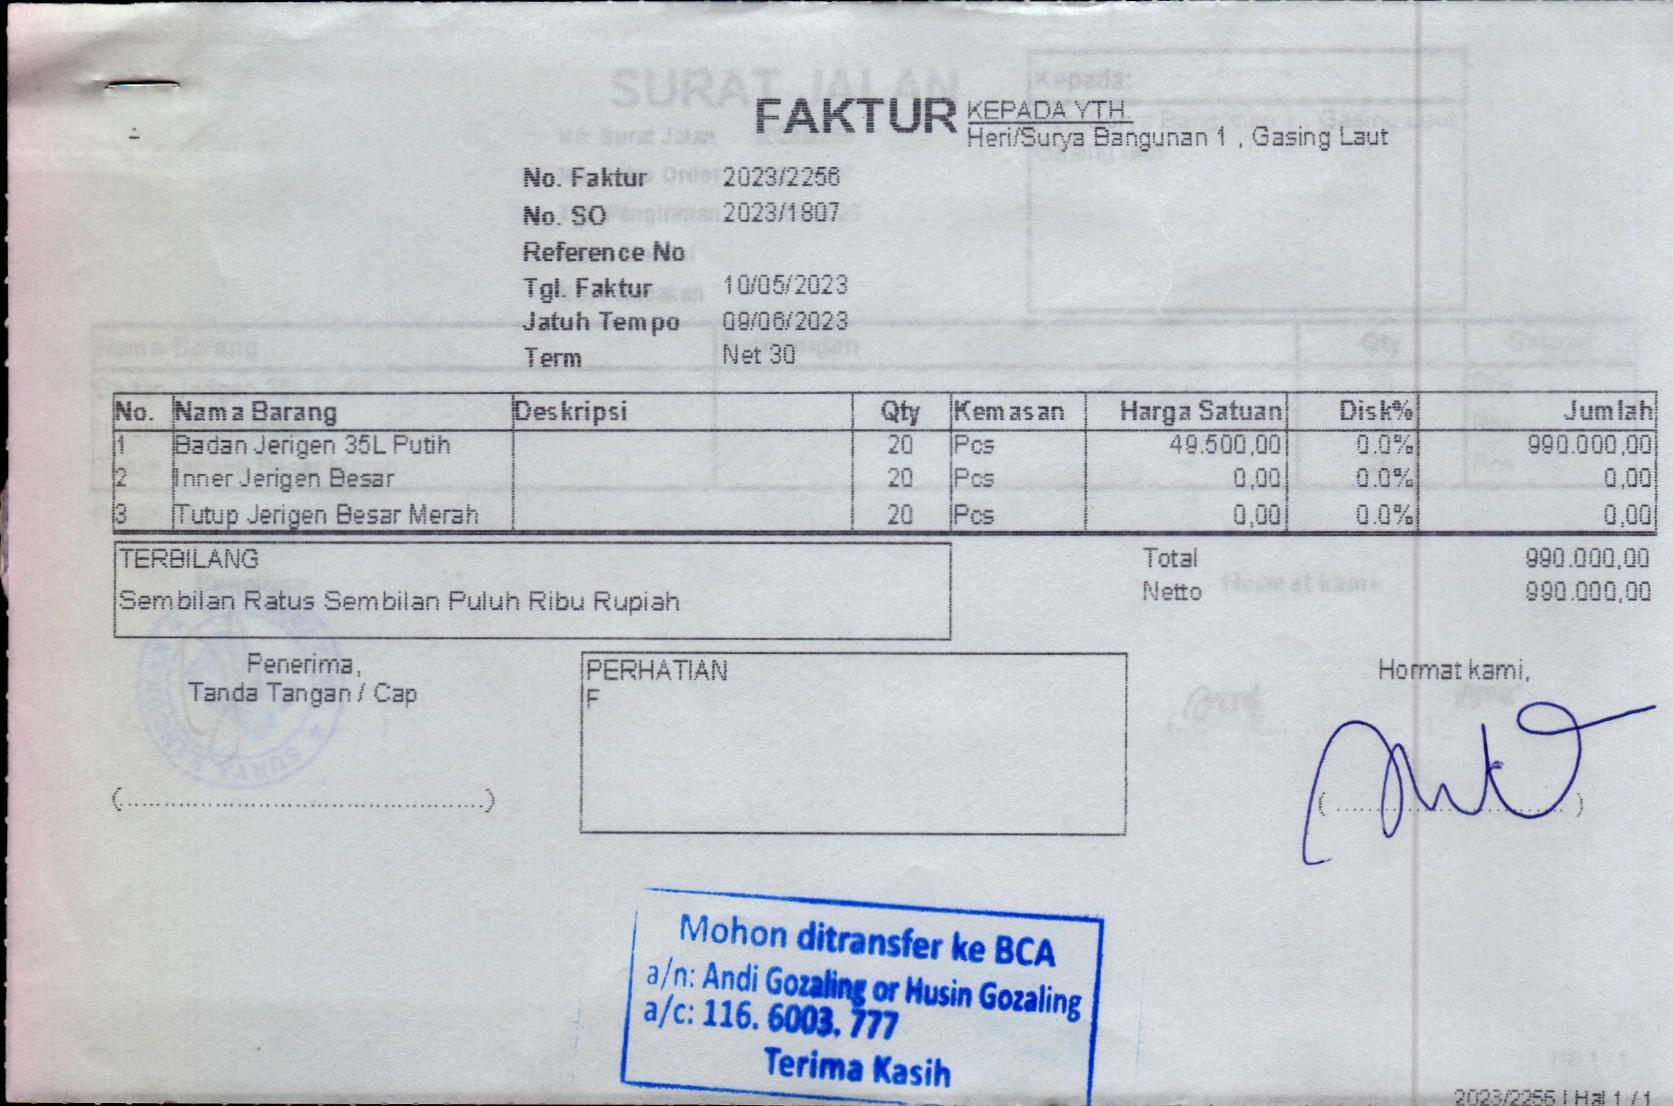 FAKTUR
KEPADA YTH.
Heri/Surya Bangunan 1 , Gasing Laut
No. Faktur 2023/2256
No. SO 2023/1807
Reference No
Tgl. Faktur 10/05/2023
Jatuh Tempo 09/06/2023
Term Net 30
No. Nama Barang Deskripsi Qty Kemasan Harga Satuan Disk% Jumlah
1 Badan Jerigen 35L Putih 20 Pcs 49.500,00 0.0% 990.000,00
2 Inner Jerigen Besar 20 Pcs 0,00 0.0% 0,00
3 Tutup Jerigen Besar Merah 20 Pcs 0,00 0.0% 0,00
TERBILANG
Sembilan Ratus Sembilan Puluh Ribu Rupiah
Total 990.000,00
Netto 990.000,00
Penerima,
Tanda Tangan / Cap
PERHATIAN
F
Hormat kami,
Mohon ditransfer ke BCA
a/n: Andi Gozaling or Husin Gozaling
a/c: 116. 6003. 777
Terima Kasih
2023/2256 | Hal 1 / 1
SURAT JALAN
Kepada: